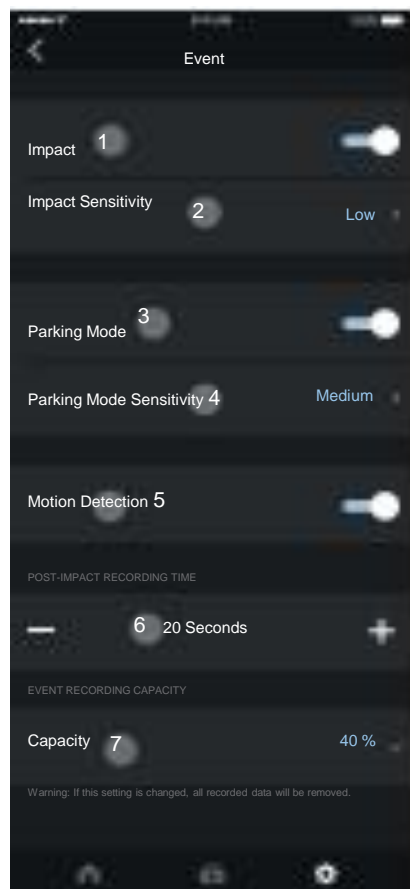 Event
Impact 1
Impact Sensitivity 2 Low
Parking Mode 3
Parking Mode Sensitivity 4 Medium
Motion Detection 5
POST-IMPACT RECORDING TIME
6 20 Seconds
EVENT RECORDING CAPACITY
Capacity 7 40 %
Warning: If this setting is changed, all recorded data will be removed.